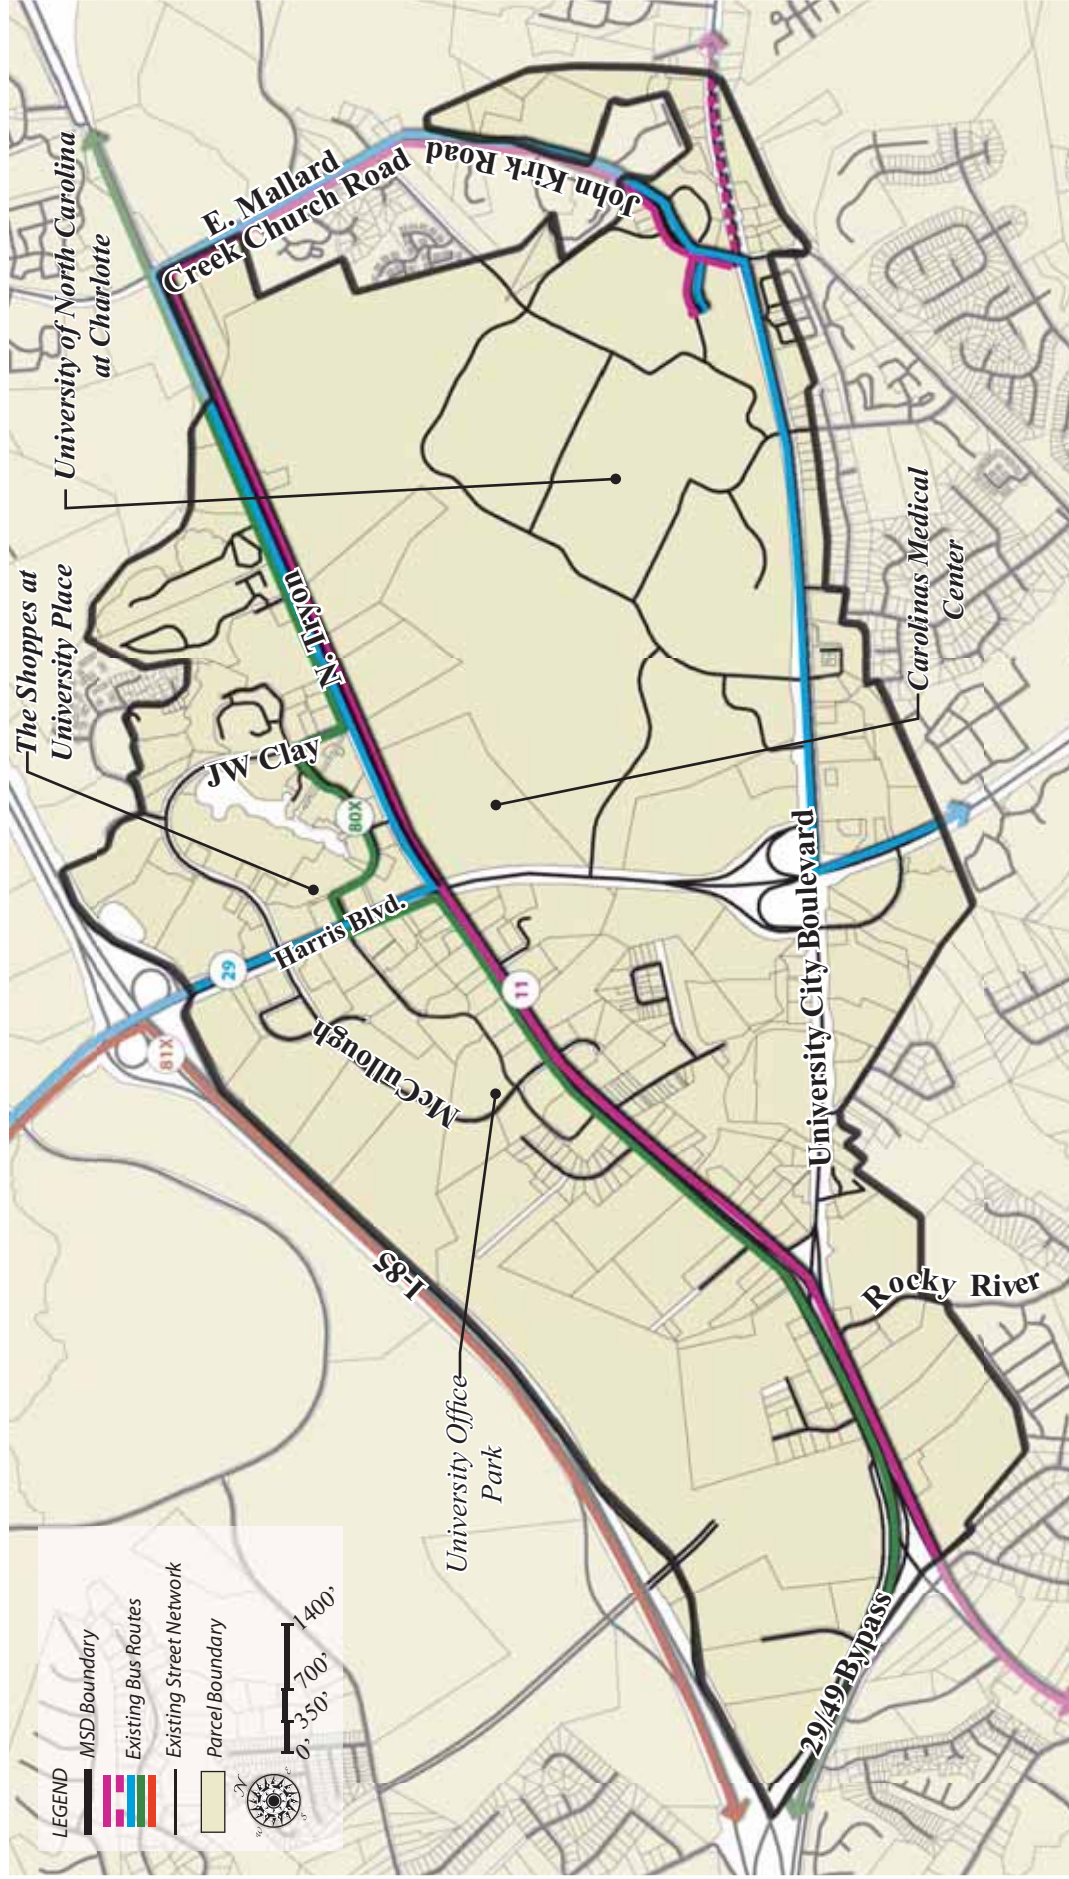 University of North Carolina
at Charlotte
The Shoppes at
University Place
E. Mallard
Creek Church Road
John Kirk Road
N. Tryon
JW Clay
80X
Harris Blvd.
29
81X
11
McCullough
Carolinas Medical
Center
University City Boulevard
I-85
Rocky River
University Office
Park
29/49 Bypass
LEGEND
MSD Boundary
Existing Bus Routes
Existing Street Network
Parcel Boundary
0' 350' 700' 1400'
N
e
s
w